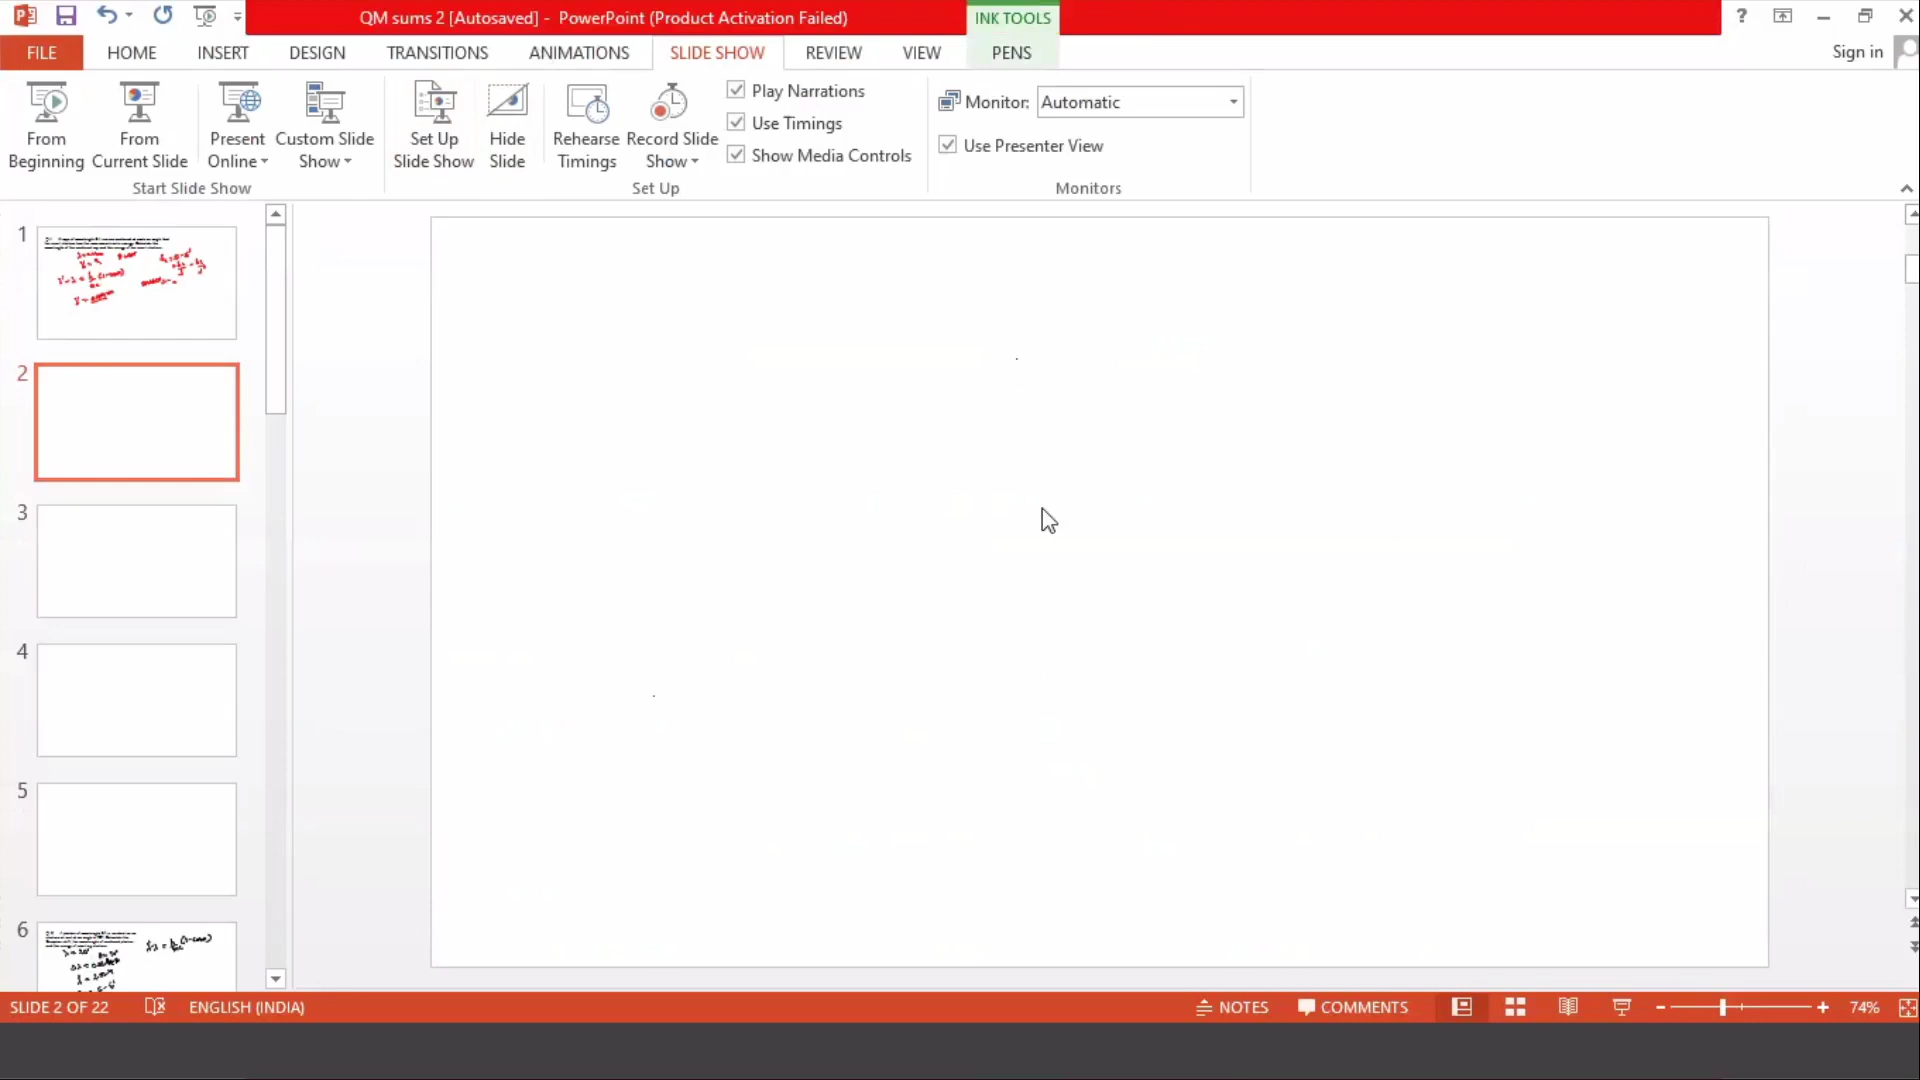 QM sums 2 [Autosaved] - PowerPoint (Product Activation Failed)
INK TOOLS
?
FILE HOME INSERT DESIGN TRANSITIONS ANIMATIONS SLIDE SHOW REVIEW VIEW PENS
Sign in
From Beginning
From Current Slide
Present Online
Custom Slide Show
Set Up Slide Show
Hide Slide
Rehearse Timings
Record Slide Show
Play Narrations
Use Timings
Show Media Controls
Monitor: Automatic
Use Presenter View
Start Slide Show
Set Up
Monitors
1
2
3
4
5
6
SLIDE 2 OF 22 ENGLISH (INDIA) NOTES COMMENTS 74%